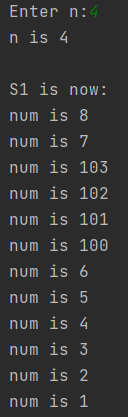 Enter n:4
n is 4

S1 is now:
num is 8
num is 7
num is 103
num is 102
num is 101
num is 100
num is 6
num is 5
num is 4
num is 3
num is 2
num is 1